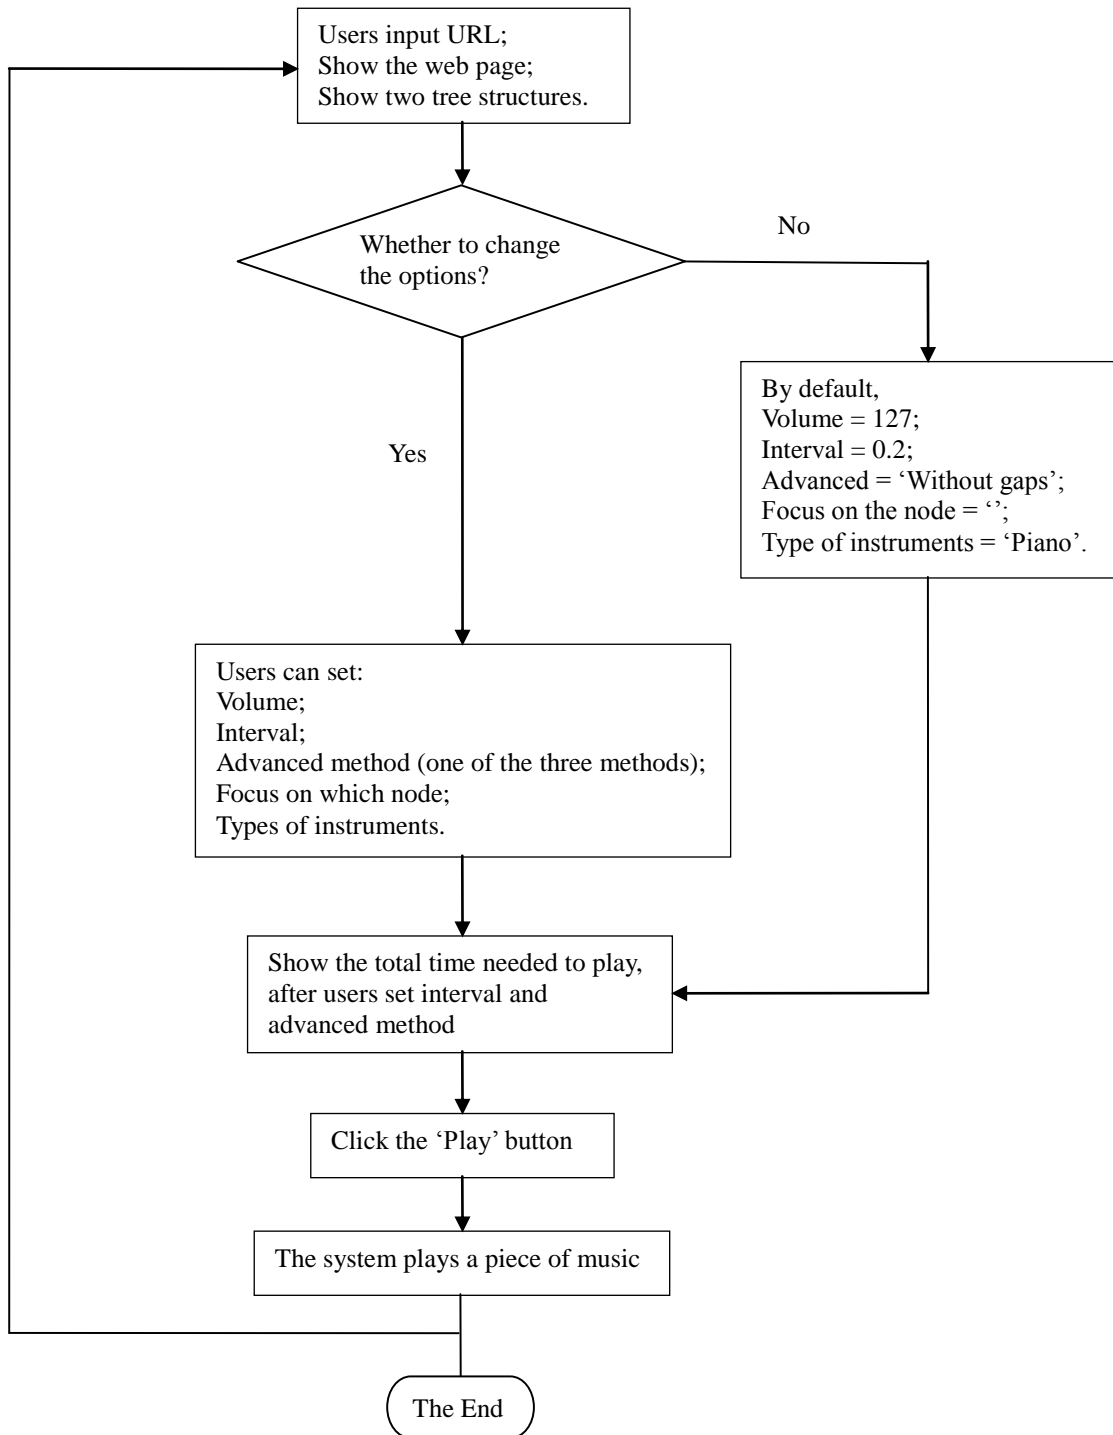 Users input URL;
Show the web page;
Show two tree structures.
Whether to change
the options?
No
Yes
By default,
Volume = 127;
Interval = 0.2;
Advanced = ‘Without gaps’;
Focus on the node = ‘’;
Type of instruments = ‘Piano’.
Users can set:
Volume;
Interval;
Advanced method (one of the three methods);
Focus on which node;
Types of instruments.
Show the total time needed to play,
after users set interval and
advanced method
Click the ‘Play’ button
The system plays a piece of music
The End